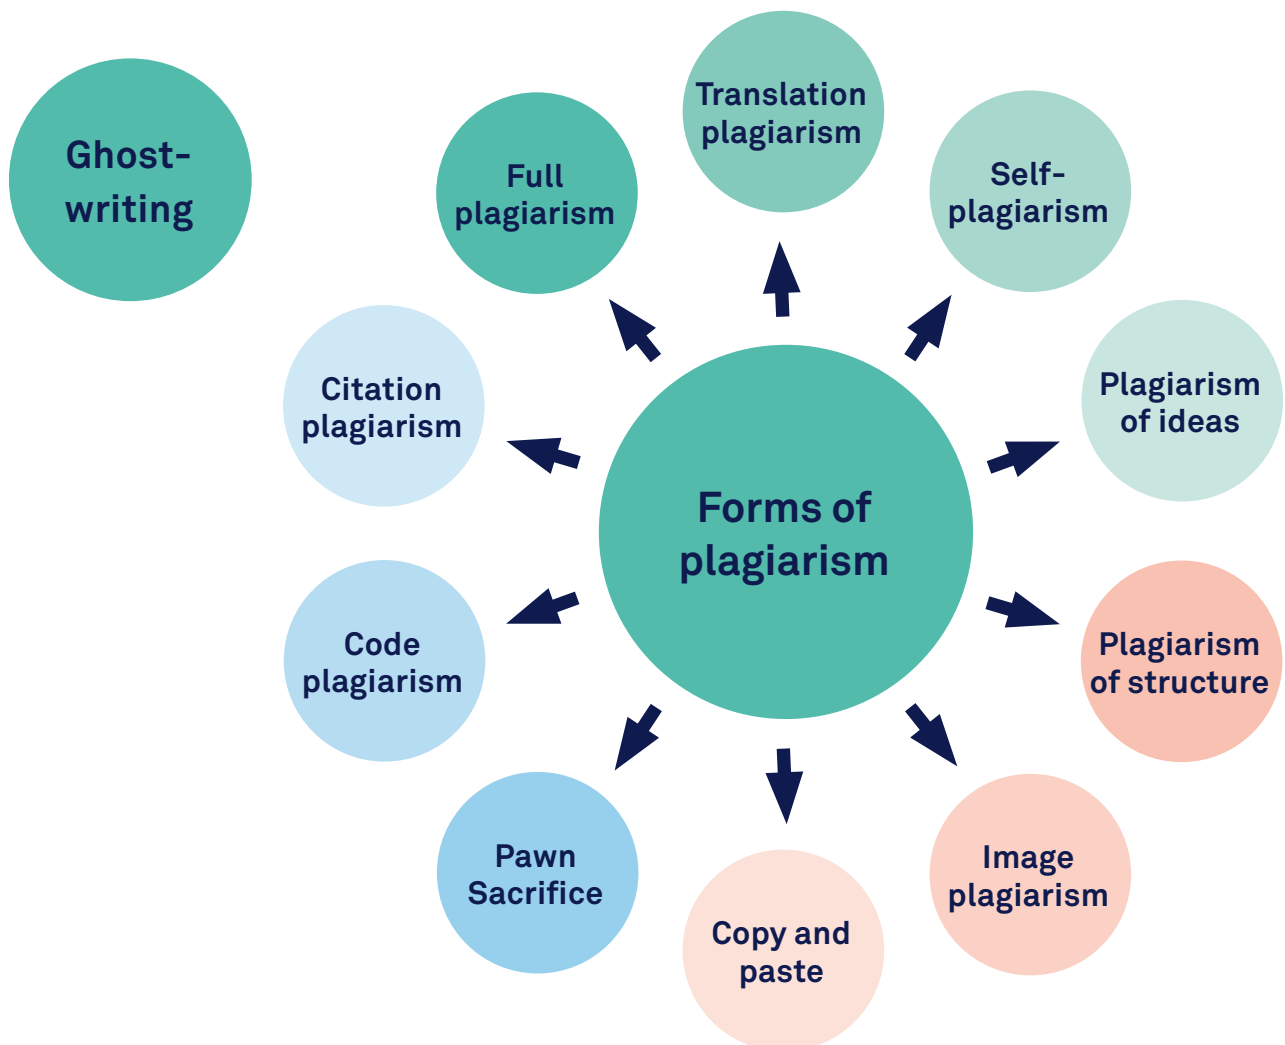 Ghost-
writing
Full
plagiarism
Translation
plagiarism
Self-
plagiarism
Plagiarism
of ideas
Plagiarism
of structure
Image
plagiarism
Copy and
paste
Pawn
Sacrifice
Code
plagiarism
Citation
plagiarism
Forms of
plagiarism